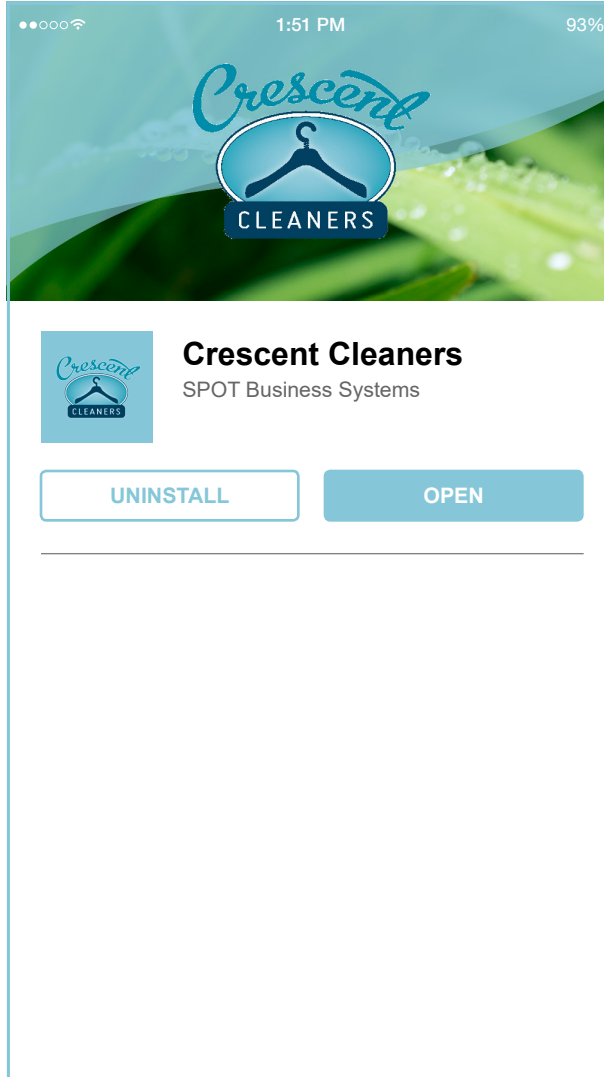 1:51 PM
93%
Crescent
CLEANERS
Crescent
CLEANERS
Crescent Cleaners
SPOT Business Systems
UNINSTALL
OPEN